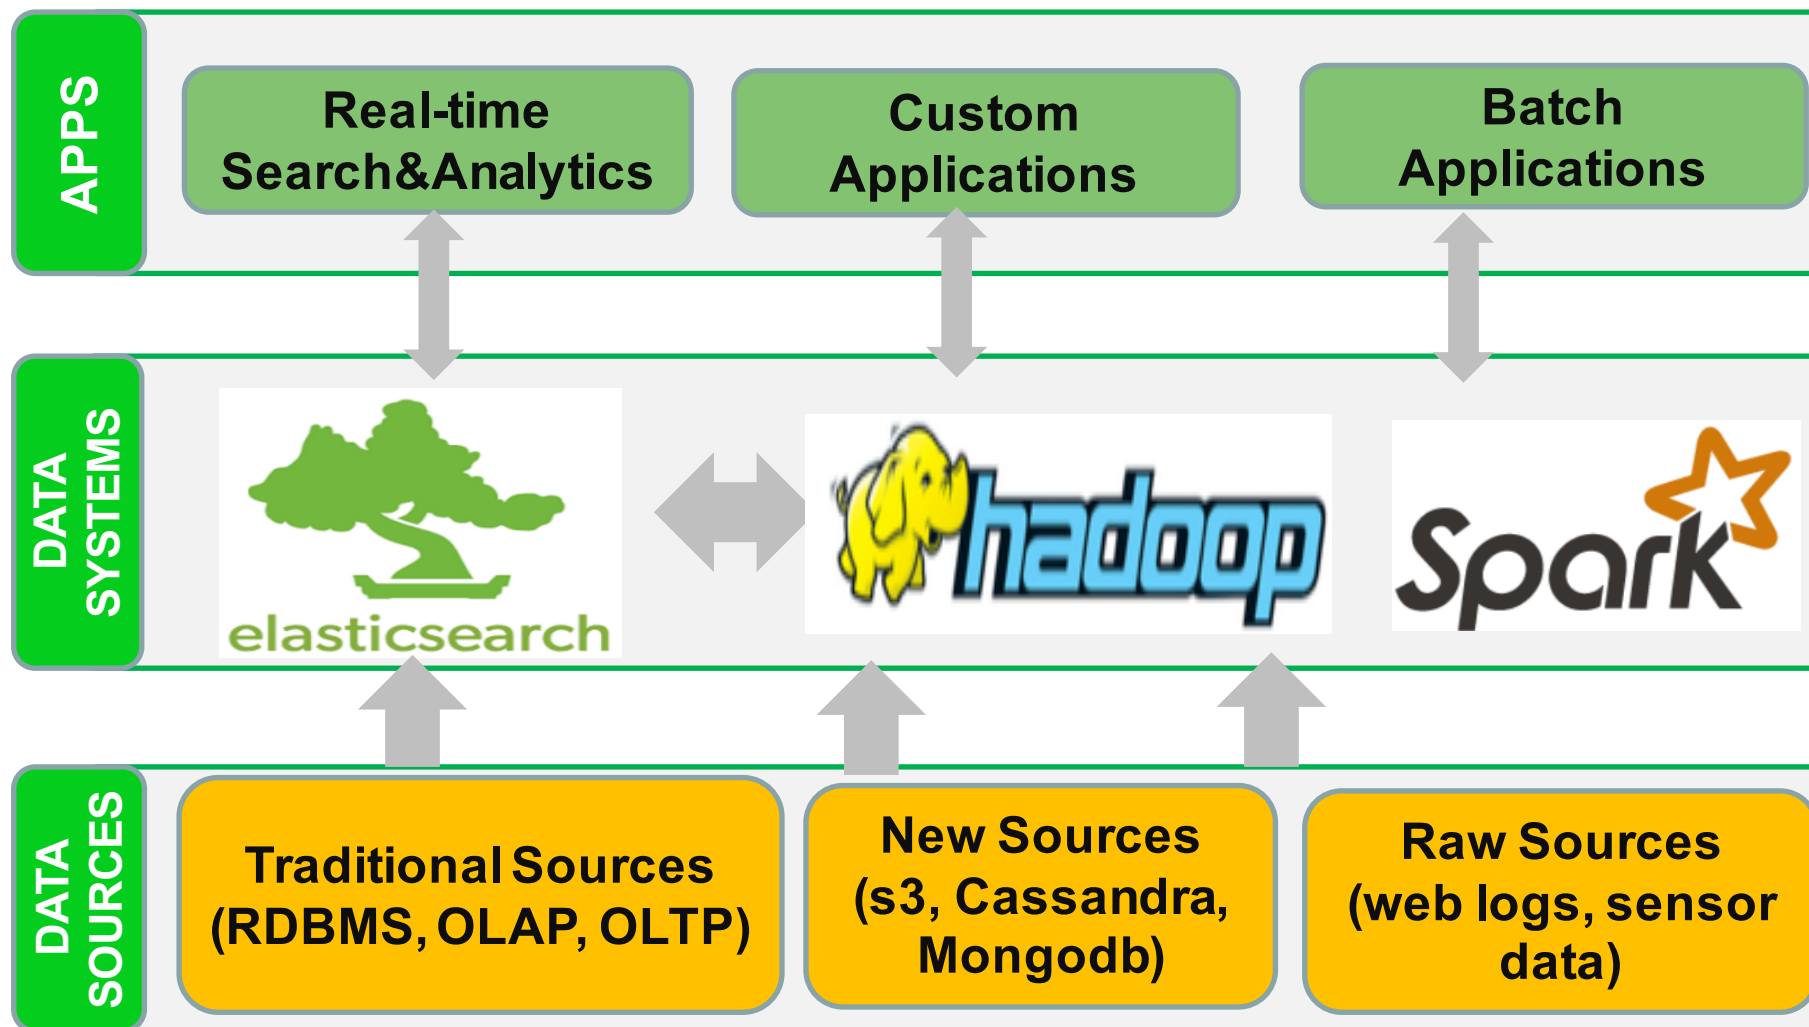 APPS
Real-time
Search&Analytics
Custom
Applications
Batch
Applications
DATA
SYSTEMS
elasticsearch
hadoop
Spark
DATA
SOURCES
Traditional Sources
(RDBMS, OLAP, OLTP)
New Sources
(s3, Cassandra,
Mongodb)
Raw Sources
(web logs, sensor
data)